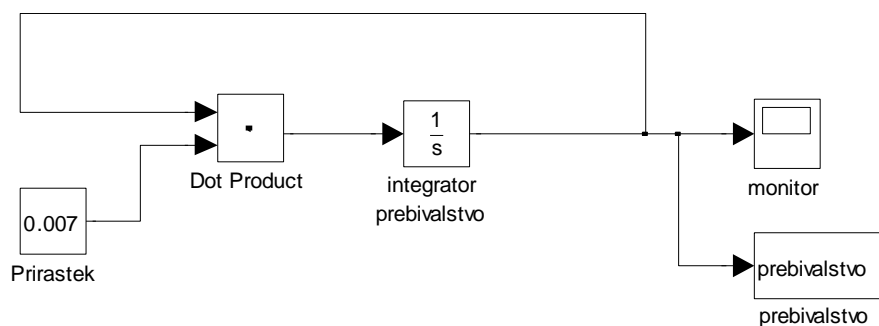 Dot Product
1
s
integrator
prebivalstvo
monitor
0.007
Prirastek
prebivalstvo
prebivalstvo